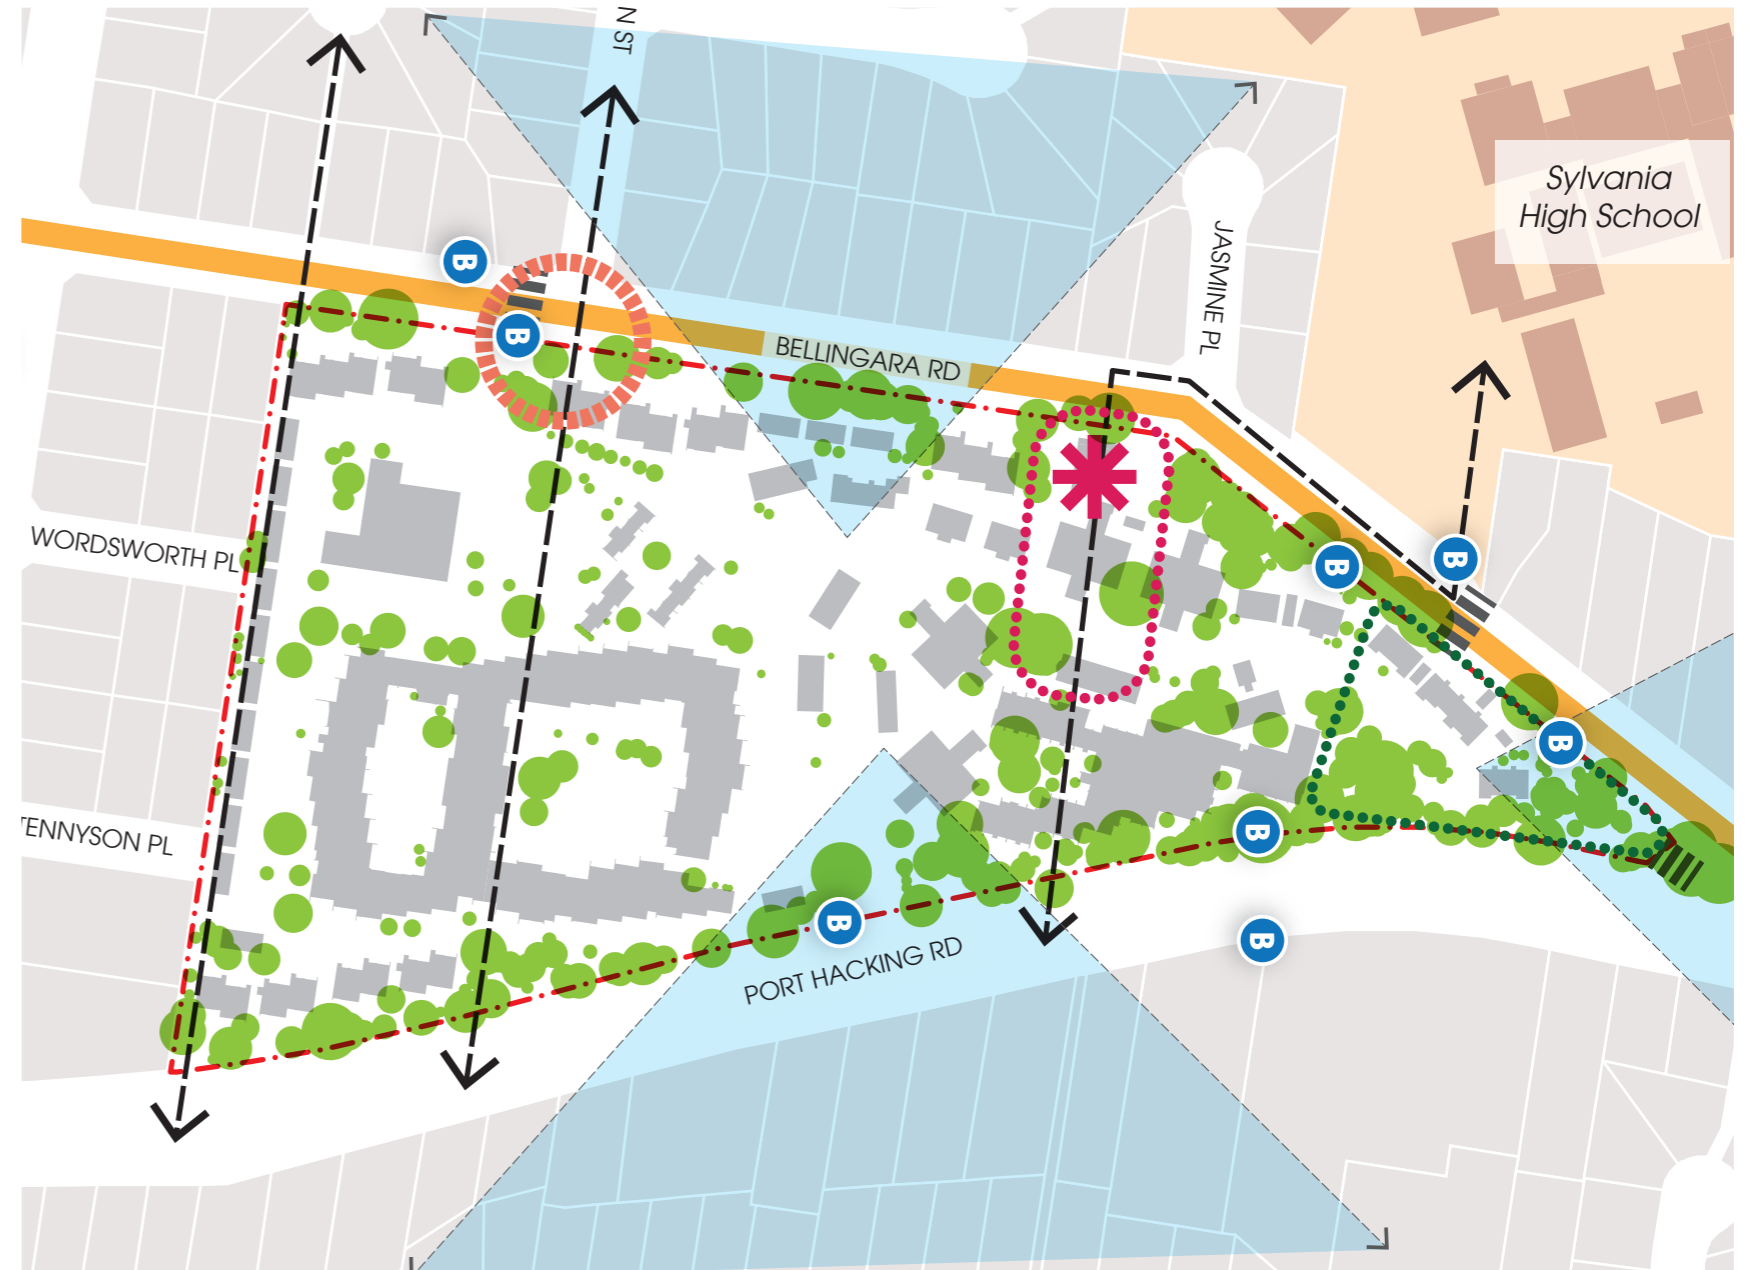 N ST
Sylvania
High School
JASMINE PL
B
B
BELLINGARA RD
WORDSWORTH PL
B
B
B
TENNYSON PL
B
B
PORT HACKING RD
B